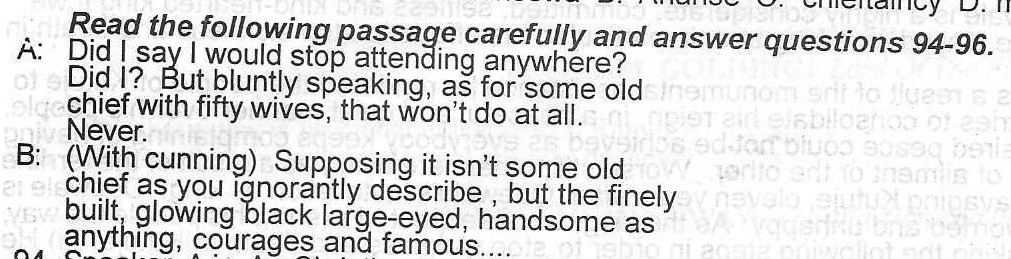 Read the following passage carefully and answer questions 94-96.
A: Did I say I would stop attending anywhere?
Did I? But bluntly speaking, as for some old
chief with fifty wives, that won't do at all.
Never.
B: (With cunning) Supposing it isn't some old
chief as you ignorantly describe, but the finely
built, glowing black large-eyed, handsome as
anything, courages and famous....